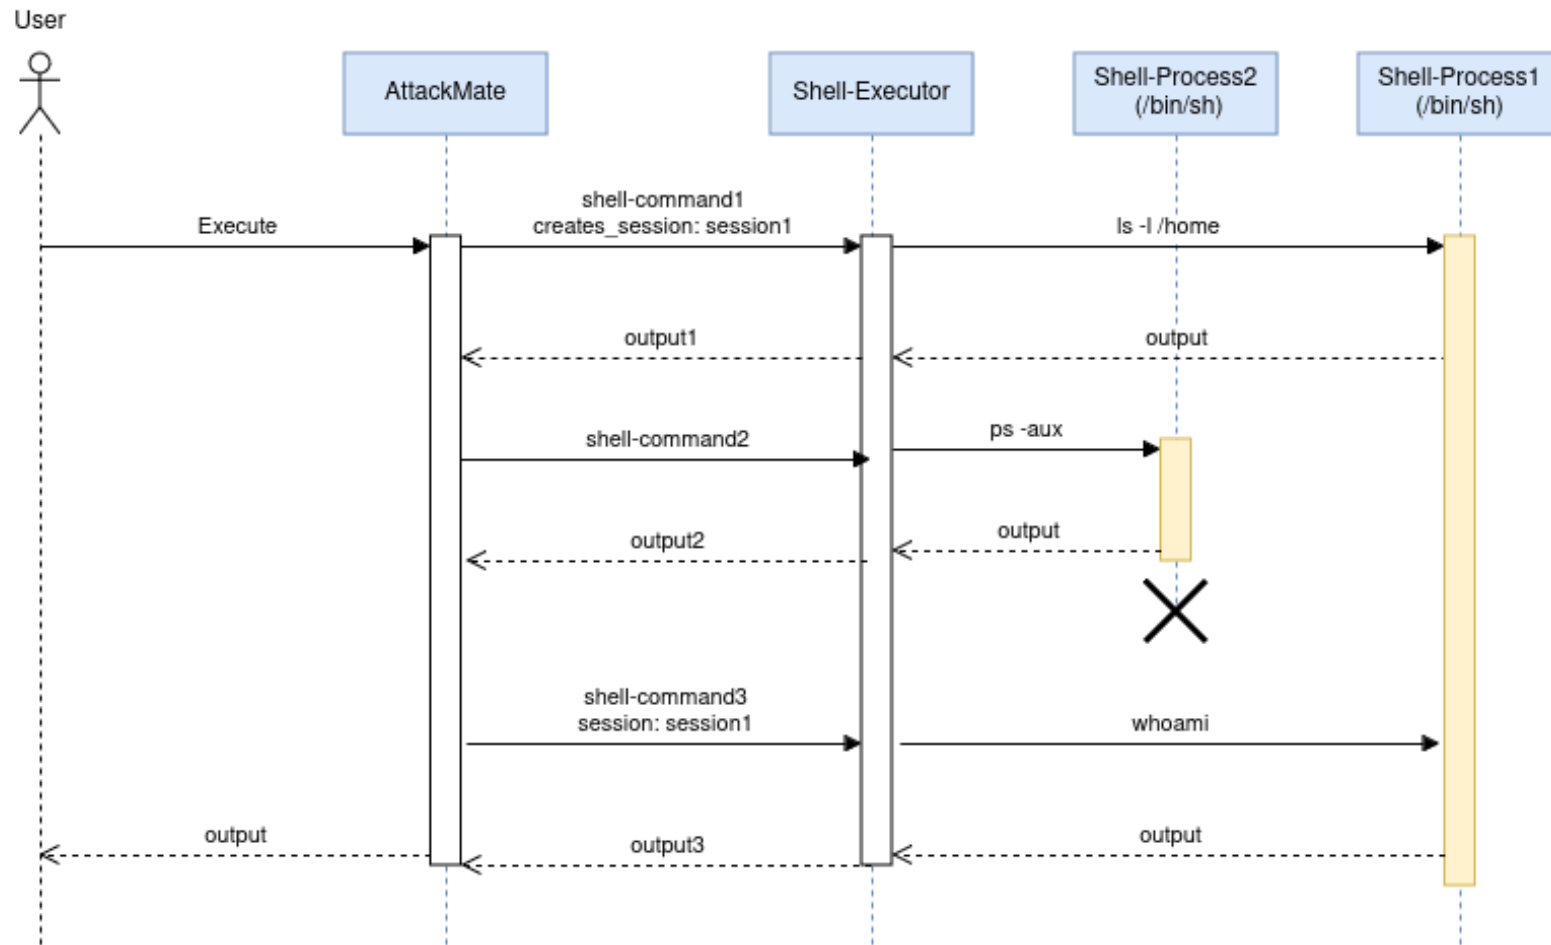 User
AttackMate
Shell-Executor
Shell-Process2
(/bin/sh)
Shell-Process1
(/bin/sh)
Execute
shell-command1
creates_session: session1
ls -l /home
output1
output
shell-command2
ps -aux
output2
output
shell-command3
session: session1
whoami
output
output3
output